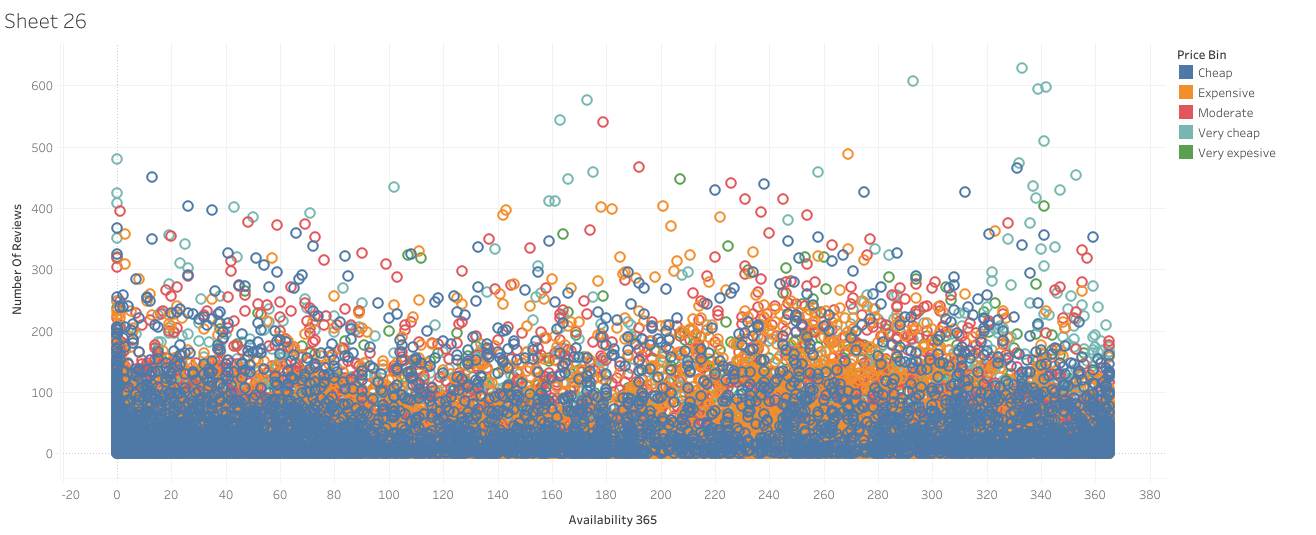 Sheet 26
Price Bin
Cheap
Expensive
Moderate
Very cheap
Very expesive
Number Of Reviews
600
500
400
300
200
100
0
-20 0 20 40 60 80 100 120 140 160 180 200 220 240 260 280 300 320 340 360 380
Availability 365